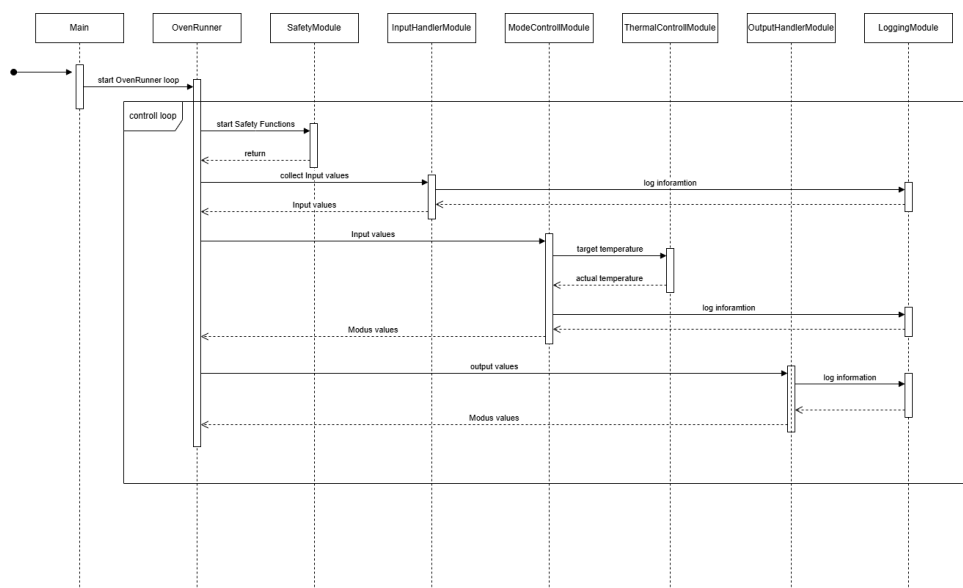 Main
OvenRunner
SafetyModule
InputHandlerModule
ModeControllModule
ThermalControllModule
OutputHandlerModule
LoggingModule
start OvenRunner loop
controll loop
start Safety Functions
return
collect Input values
log inforamtion
Input values
Input values
target temperature
actual temperature
log inforamtion
Modus values
output values
log information
Modus values